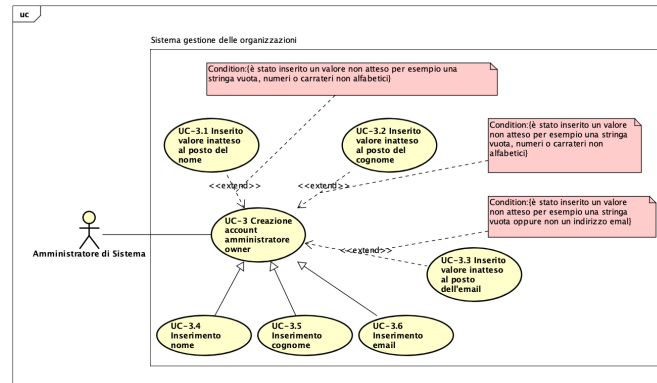 uc
Sistema gestione delle organizzazioni
Condition:{è stato inserito un valore non atteso per esempio una
stringa vuota, numeri o carrateri non alfabetici}
UC-3.1 Inserito
valore inatteso
al posto del
nome
UC-3.2 Inserito
valore inatteso
al posto del
cognome
Condition:{è stato inserito un valore
non atteso per esempio una stringa
vuota, numeri o carrateri non
alfabetici}
<<extend>>
<<extend>>
Condition:{è stato inserito un valore
non atteso per esempio una stringa
vuota oppure non un indirizzo emal}
UC-3 Creazione
account
amministratore
owner
Amministratore di Sistema
<<extend>>
UC-3.3 Inserito
valore inatteso
al posto
dell'email
UC-3.4
Inserimento
nome
UC-3.5
Inserimento
cognome
UC-3.6
Inserimento
email